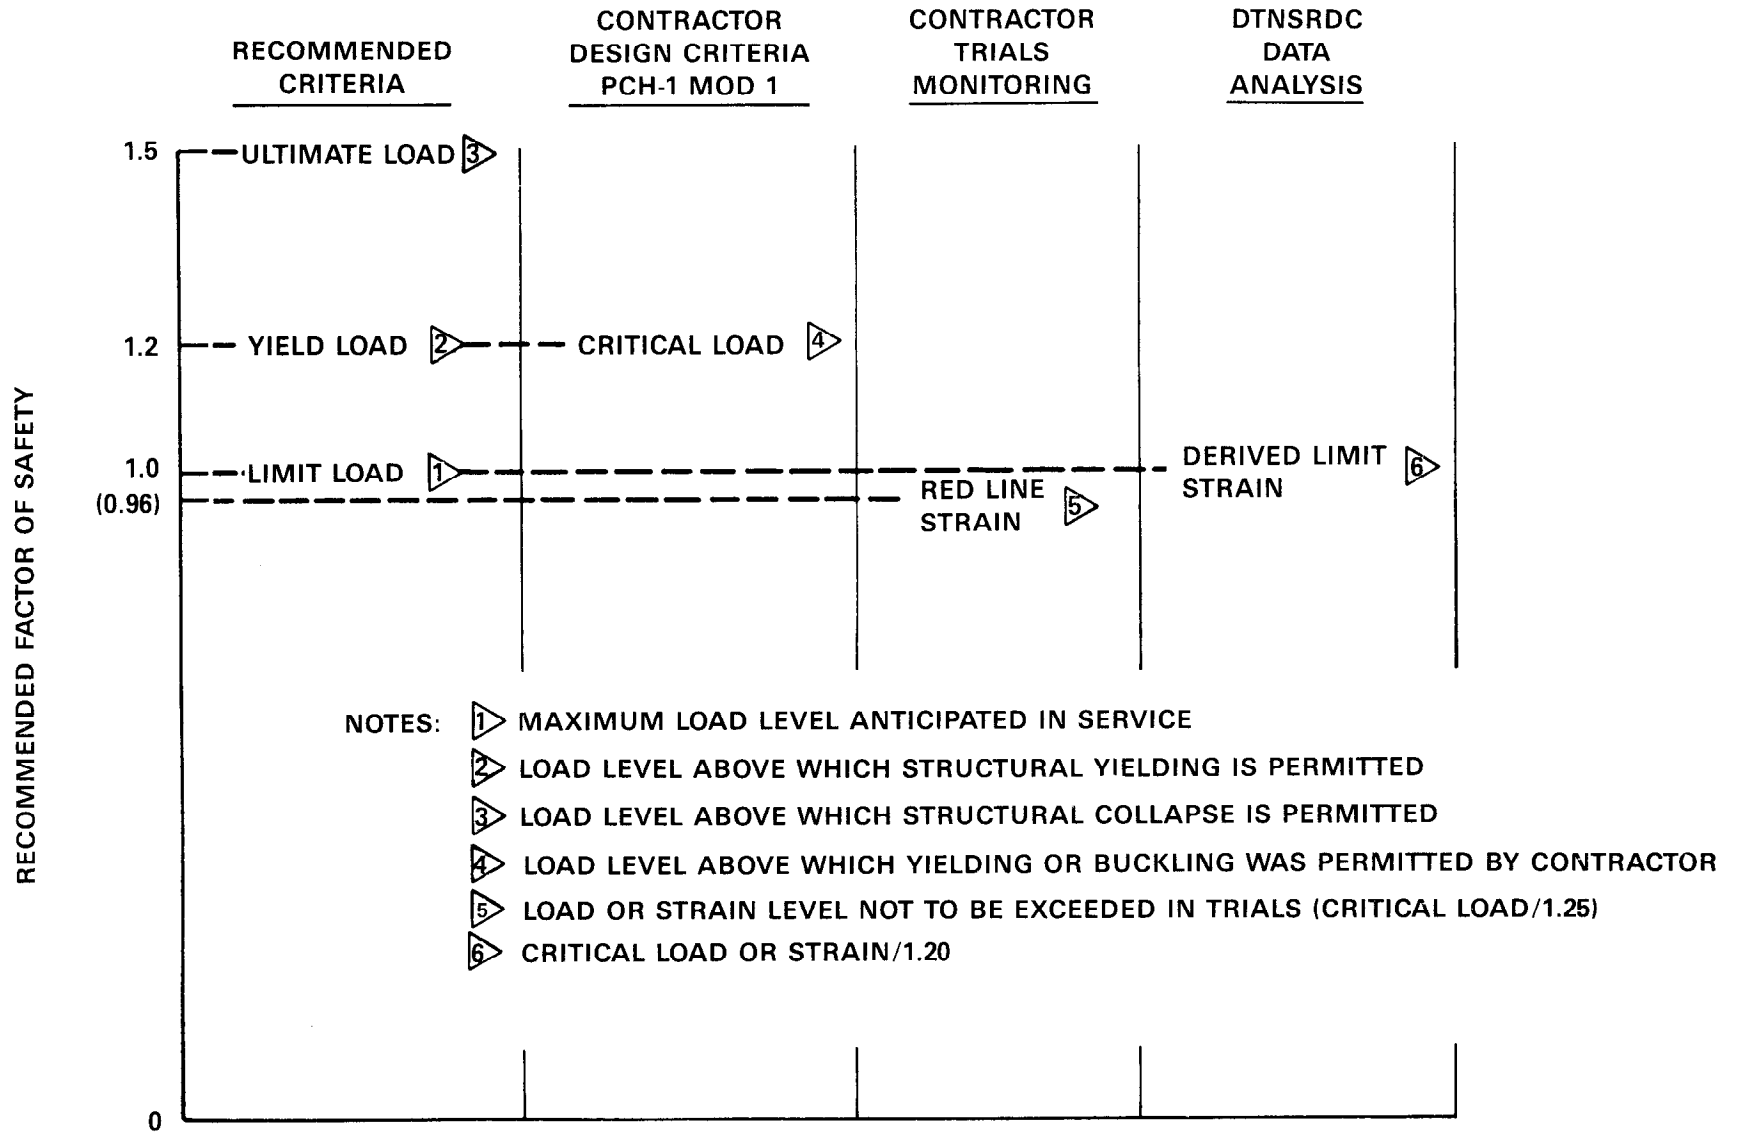 RECOMMENDED
CRITERIA
CONTRACTOR
DESIGN CRITERIA
PCH-1 MOD 1
CONTRACTOR
TRIALS
MONITORING
DTNSRDC
DATA
ANALYSIS
RECOMMENDED FACTOR OF SAFETY
1.5 ULTIMATE LOAD 3
1.2 YIELD LOAD 2 CRITICAL LOAD 4
1.0 LIMIT LOAD 1
DERIVED LIMIT
STRAIN 6
(0.96)
RED LINE
STRAIN 5
NOTES: 1 MAXIMUM LOAD LEVEL ANTICIPATED IN SERVICE
2 LOAD LEVEL ABOVE WHICH STRUCTURAL YIELDING IS PERMITTED
3 LOAD LEVEL ABOVE WHICH STRUCTURAL COLLAPSE IS PERMITTED
4 LOAD LEVEL ABOVE WHICH YIELDING OR BUCKLING WAS PERMITTED BY CONTRACTOR
5 LOAD OR STRAIN LEVEL NOT TO BE EXCEEDED IN TRIALS (CRITICAL LOAD/1.25)
6 CRITICAL LOAD OR STRAIN/1.20
0